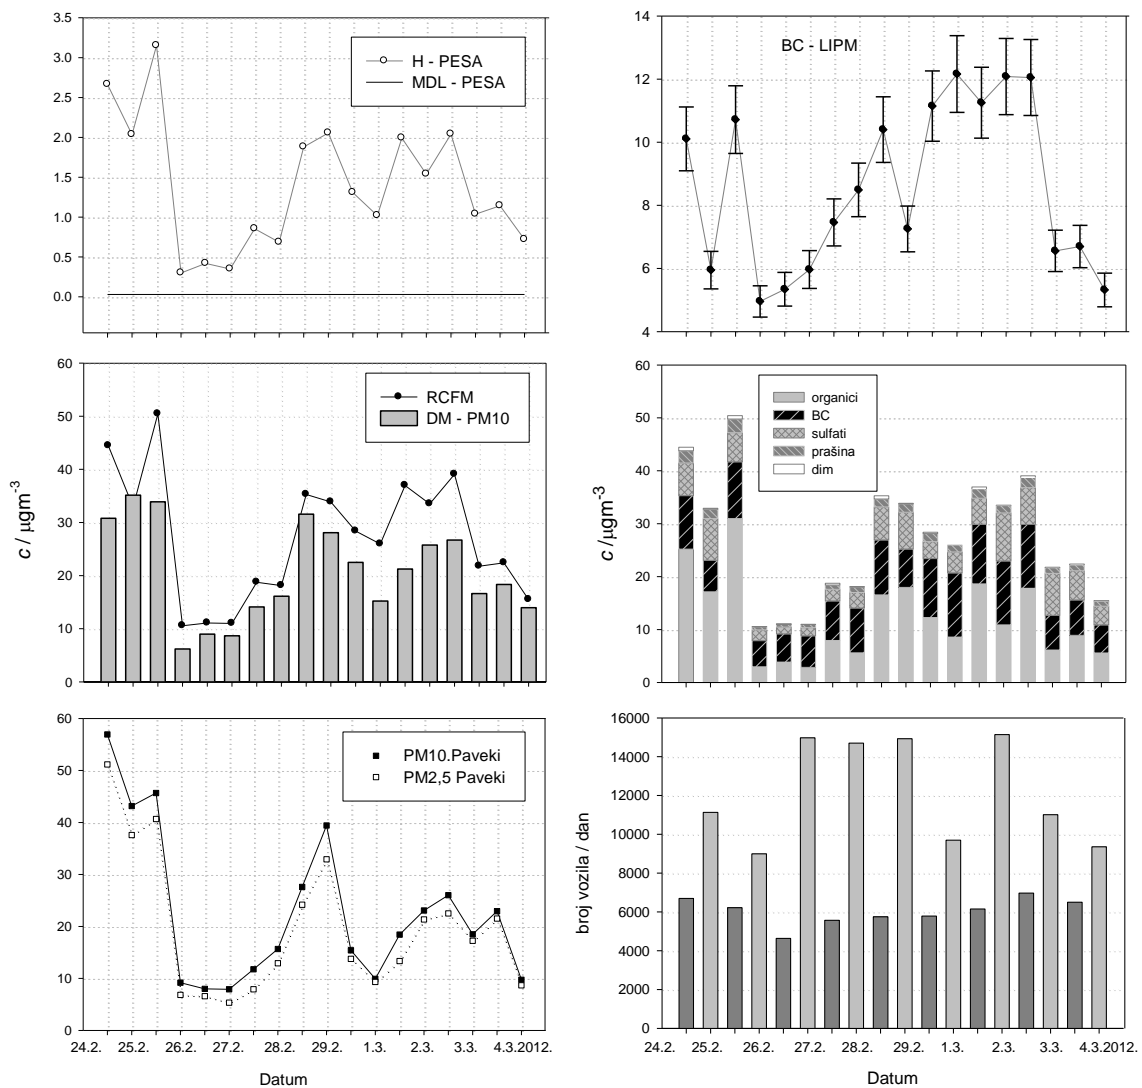 3.5
3.0
2.5
2.0
1.5
1.0
0.5
0.0
H - PESA
MDL - PESA
14
12
10
8
6
4
BC - LIPM
60
50
40
30
20
10
0
c / μgm-3
RCFM
DM - PM10
60
50
40
30
20
10
0
c / μgm-3
organici
BC
sulfati
prašina
dim
60
50
40
30
20
10
0
PM10.Paveki
PM2,5 Paveki
24.2. 25.2. 26.2. 27.2. 28.2. 29.2. 1.3. 2.3. 3.3. 4.3.2012.
Datum
16000
14000
12000
10000
8000
6000
4000
2000
0
broj vozila / dan
24.2. 25.2. 26.2. 27.2. 28.2. 29.2. 1.3. 2.3. 3.3. 4.3.2012.
Datum